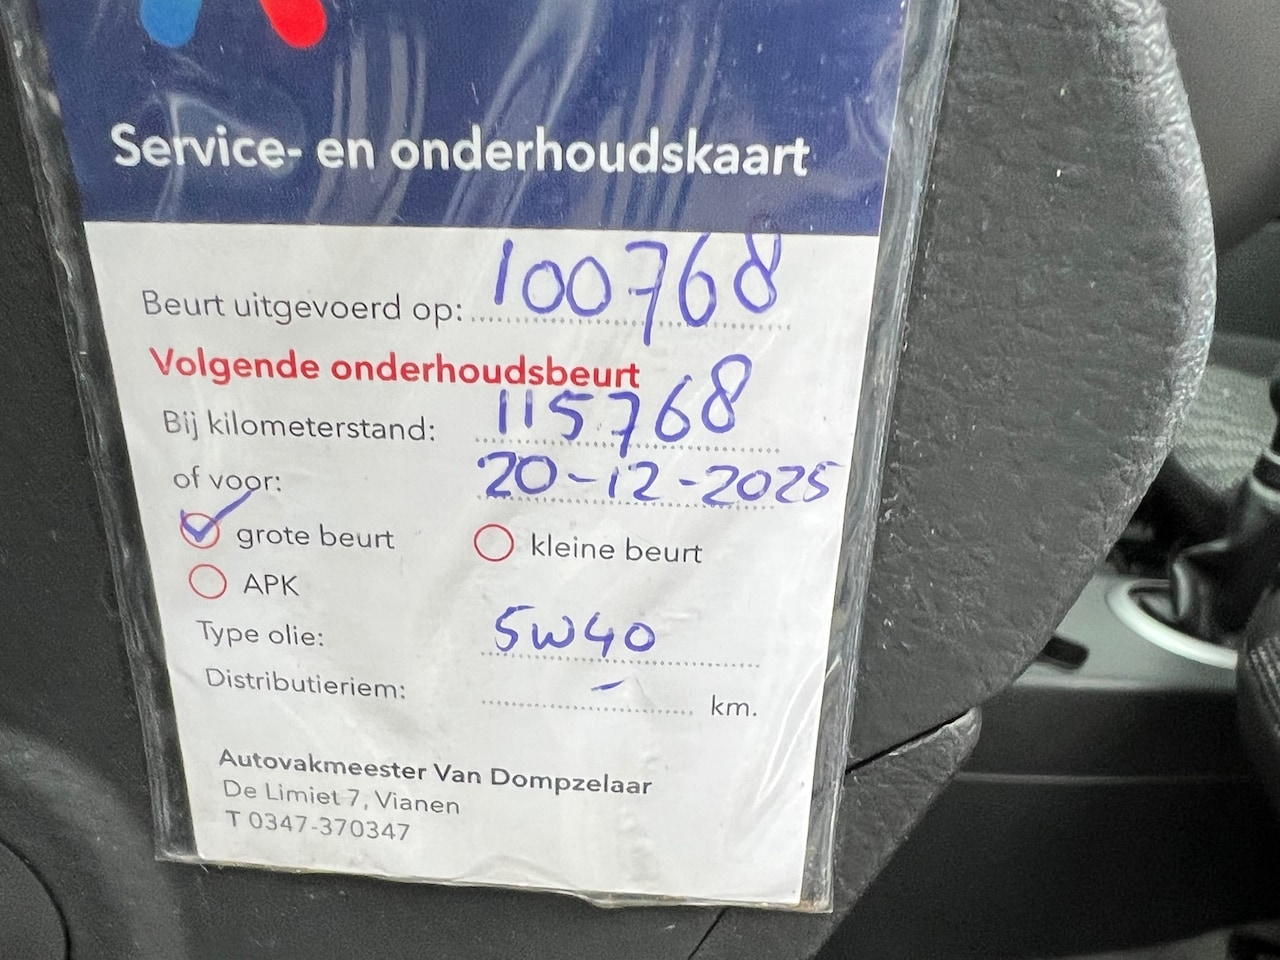 Service- en onderhoudskaart
Beurt uitgevoerd op: 100768
Volgende onderhoudsbeurt
Bij kilometerstand: 115768
of voor: 20-12-2025
grote beurt kleine beurt
APK
Type olie: 5W40
Distributieriem: - km.
Autovakmeester Van Dompzelaar
De Limiet 7, Vianen
T 0347-370347